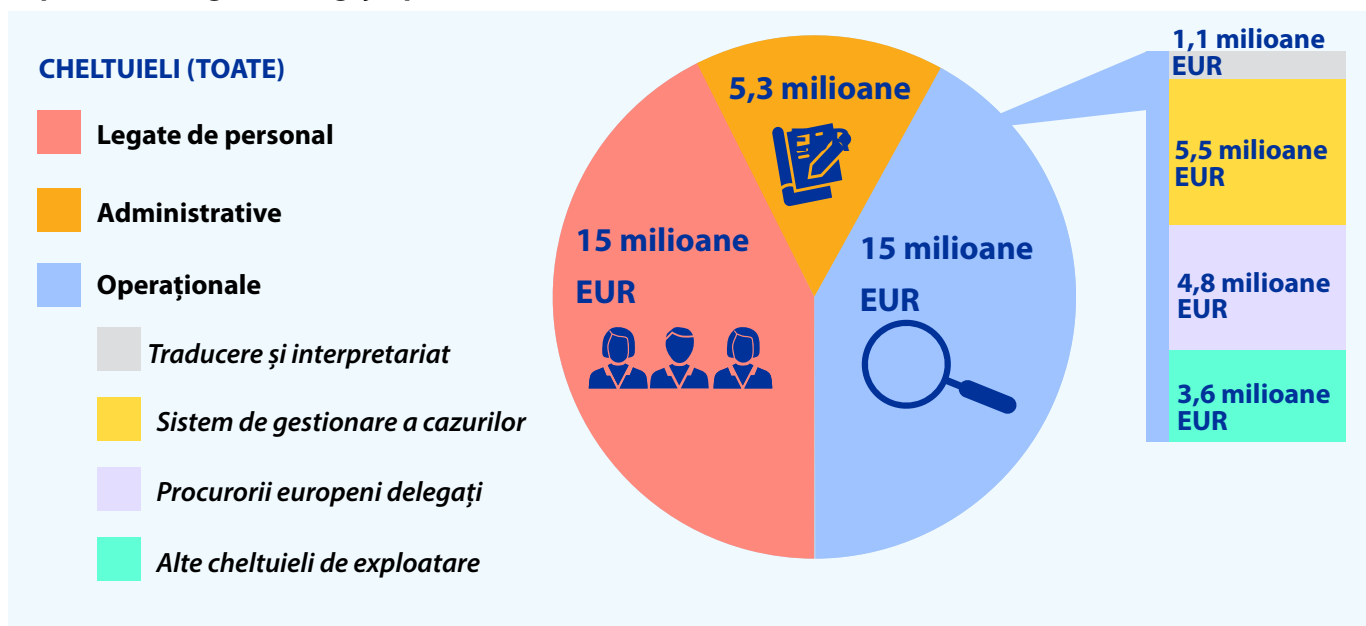 CHELTUIELI (TOATE)
Legate de personal
Administrative
Operaționale
Traducere și interpretariat
Sistem de gestionare a cazurilor
Procurorii europeni delegați
Alte cheltuieli de exploatare
5,3 milioane
15 milioane
EUR
15 milioane
EUR
1,1 milioane
EUR
5,5 milioane
EUR
4,8 milioane
EUR
3,6 milioane
EUR